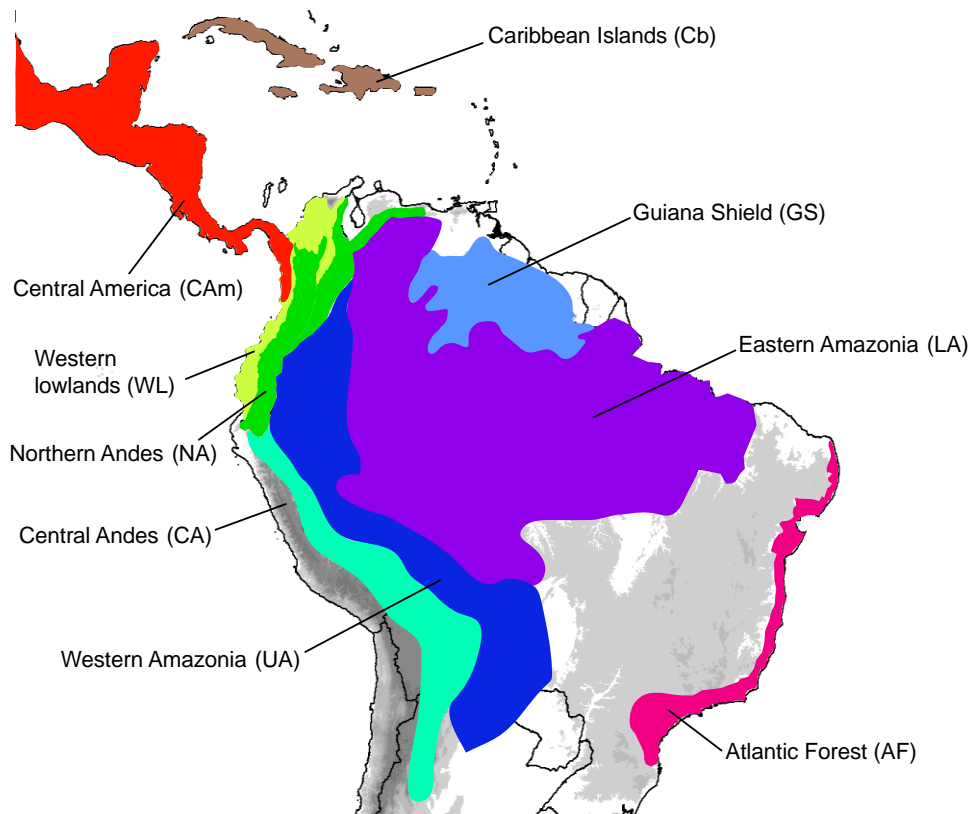 Caribbean Islands (Cb)
Guiana Shield (GS)
Central America (CAm)
Eastern Amazonia (LA)
Western
lowlands (WL)
Northern Andes (NA)
Central Andes (CA)
Western Amazonia (UA)
Atlantic Forest (AF)